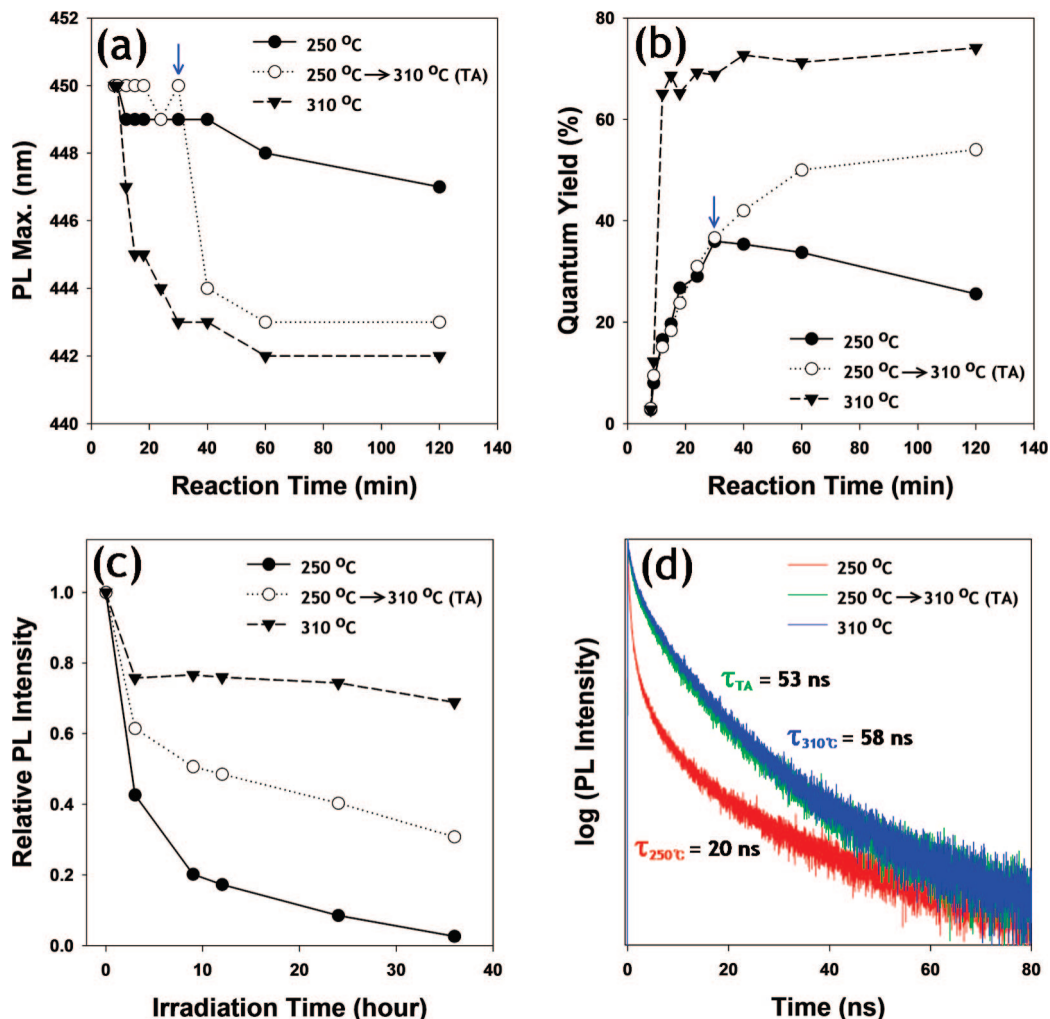 (a)
250 °C
250 °C→310 °C (TA)
310 °C
452
450
448
446
444
442
440
PL Max. (nm)
0 20 40 60 80 100 120 140
Reaction Time (min)
(b)
250 °C
250 °C→310 °C (TA)
310 °C
80
60
40
20
0
Quantum Yield (%)
0 20 40 60 80 100 120 140
Reaction Time (min)
(c)
250 °C
250 °C→310 °C (TA)
310 °C
1.0
0.8
0.6
0.4
0.2
0.0
Relative PL Intensity
0 10 20 30 40
Irradiation Time (hour)
(d)
250 °C
250 °C→310 °C (TA)
310 °C
τTA = 53 ns
τ310℃ = 58 ns
τ250℃ = 20 ns
log (PL Intensity)
0 20 40 60 80
Time (ns)